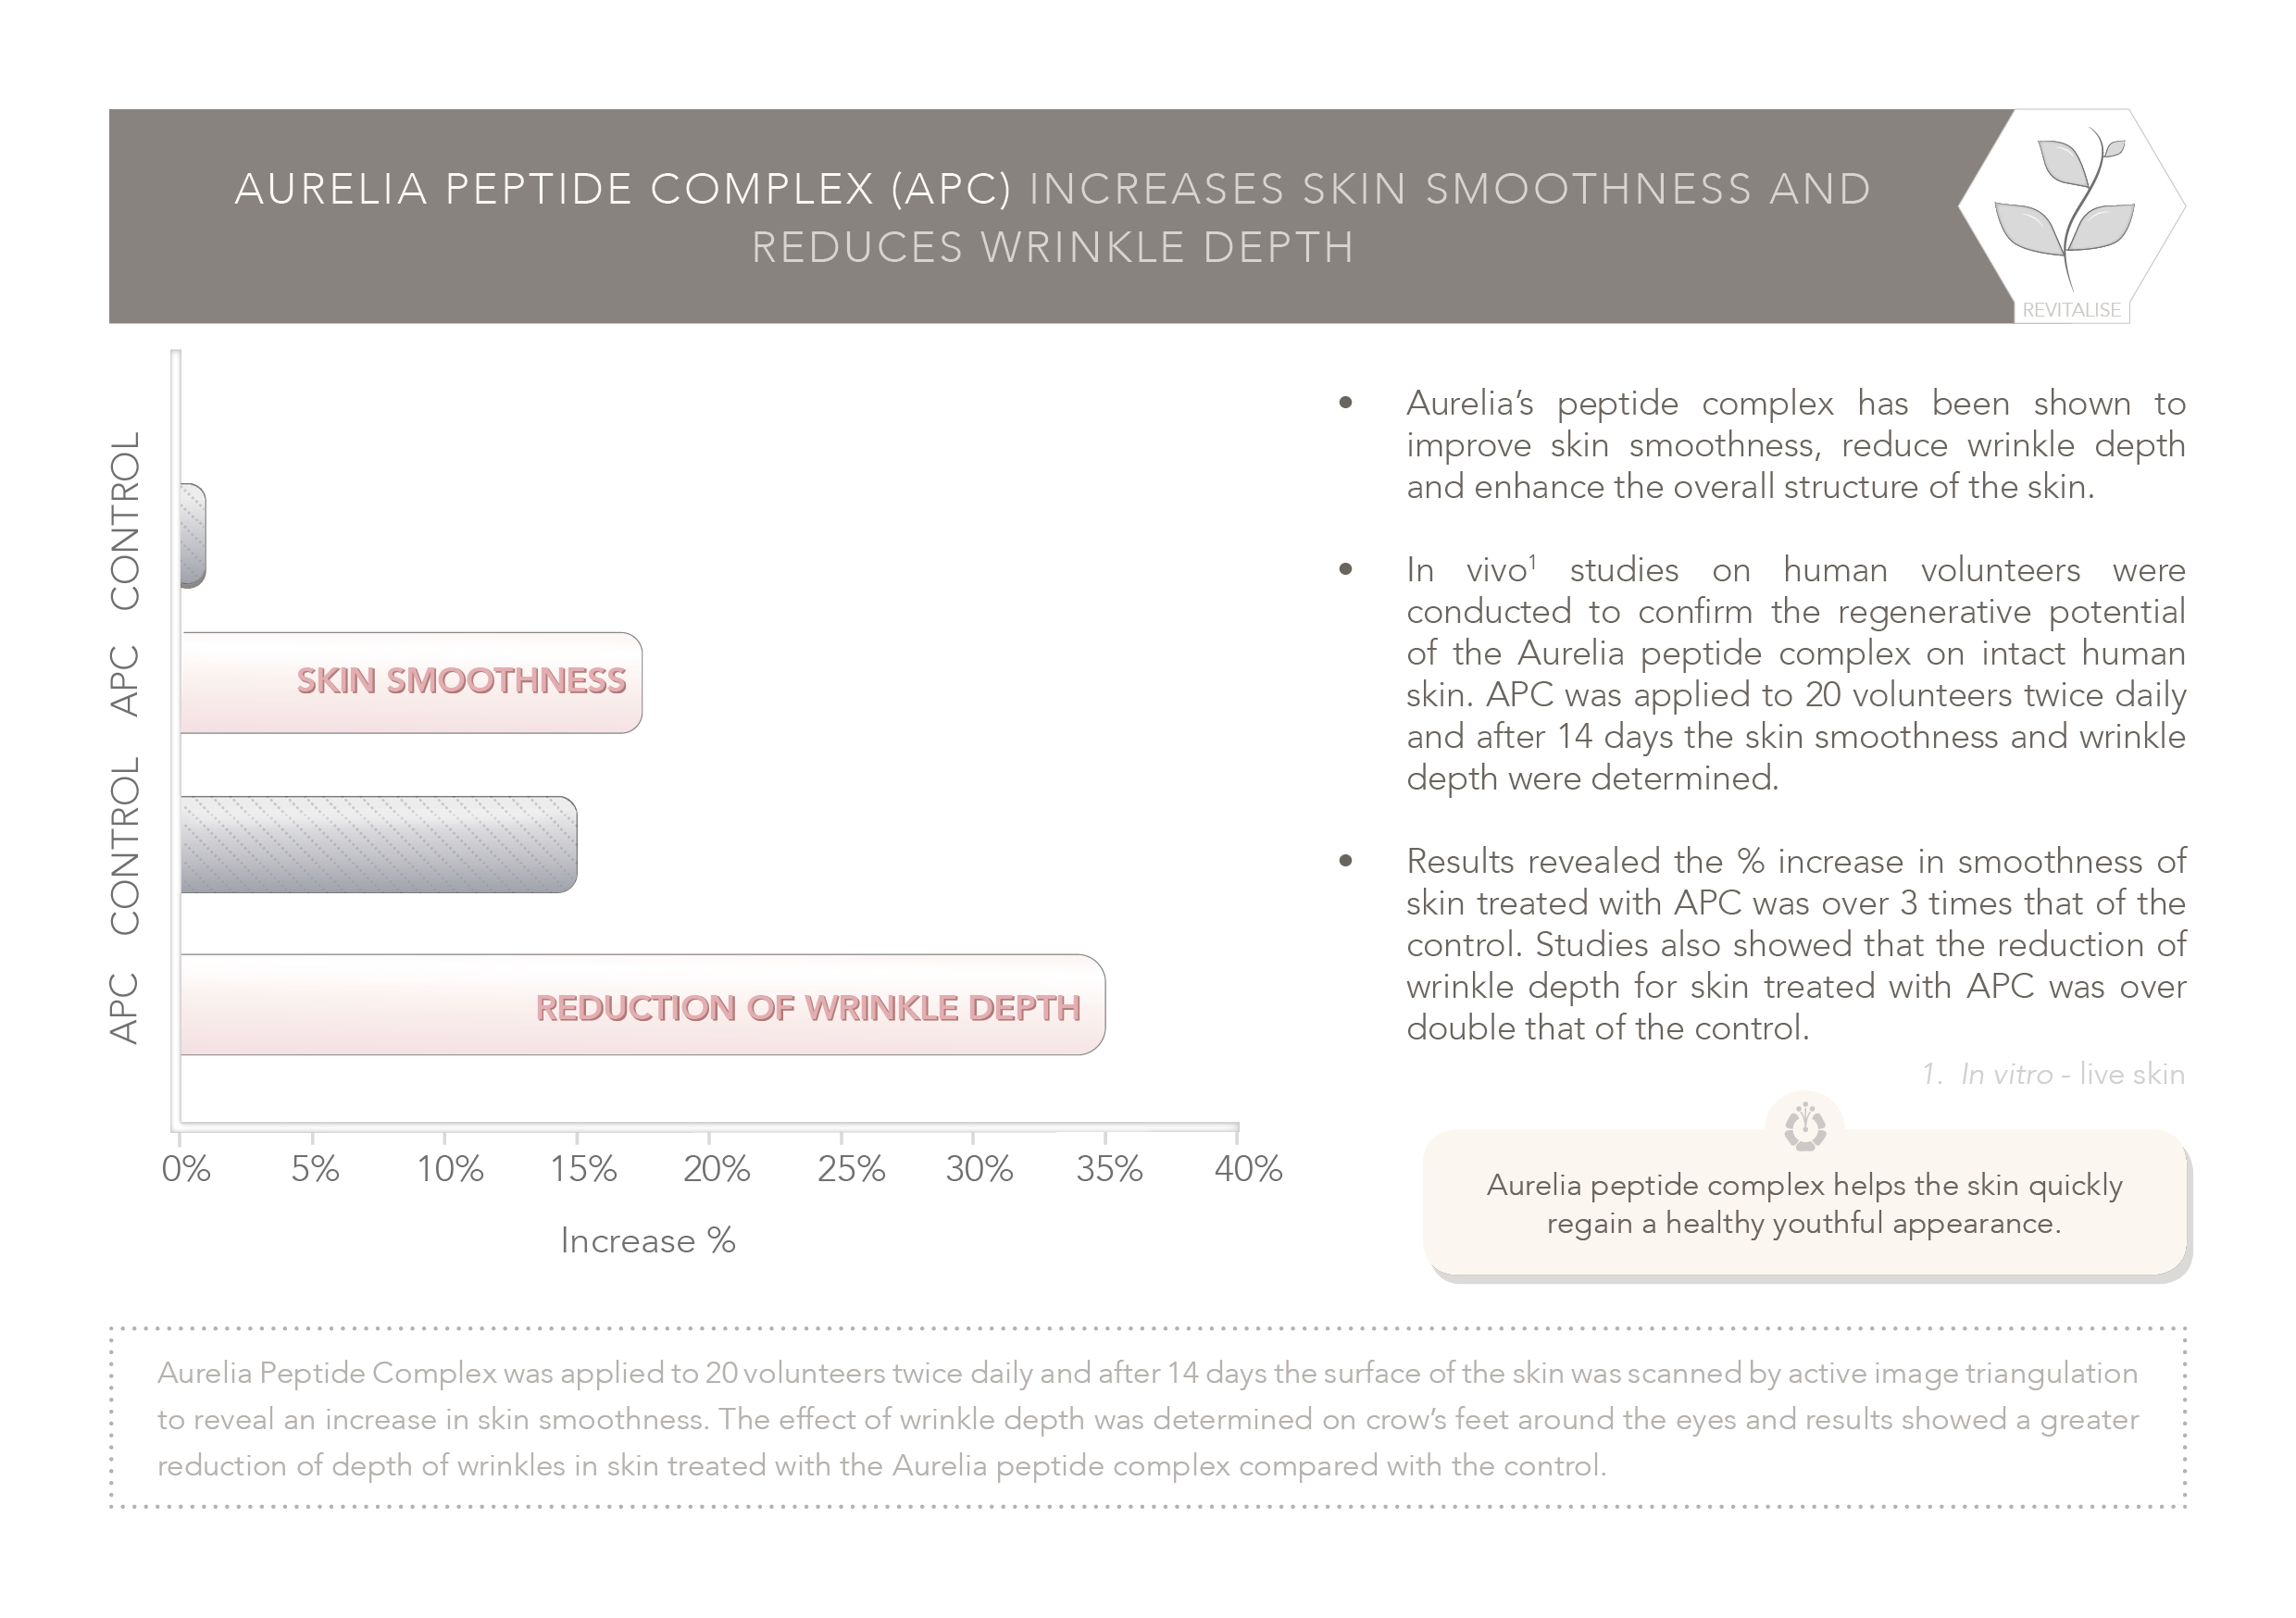 AURELIA PEPTIDE COMPLEX (APC) INCREASES SKIN SMOOTHNESS AND
REDUCES WRINKLE DEPTH
REVITALISE
CONTROL
APC
SKIN SMOOTHNESS
CONTROL
APC
REDUCTION OF WRINKLE DEPTH
0% 5% 10% 15% 20% 25% 30% 35% 40%
Increase %
• Aurelia’s peptide complex has been shown to
improve skin smoothness, reduce wrinkle depth
and enhance the overall structure of the skin.
• In vivo¹ studies on human volunteers were
conducted to confirm the regenerative potential
of the Aurelia peptide complex on intact human
skin. APC was applied to 20 volunteers twice daily
and after 14 days the skin smoothness and wrinkle
depth were determined.
• Results revealed the % increase in smoothness of
skin treated with APC was over 3 times that of the
control. Studies also showed that the reduction of
wrinkle depth for skin treated with APC was over
double that of the control.
1. In vitro - live skin
Aurelia peptide complex helps the skin quickly
regain a healthy youthful appearance.
Aurelia Peptide Complex was applied to 20 volunteers twice daily and after 14 days the surface of the skin was scanned by active image triangulation
to reveal an increase in skin smoothness. The effect of wrinkle depth was determined on crow’s feet around the eyes and results showed a greater
reduction of depth of wrinkles in skin treated with the Aurelia peptide complex compared with the control.